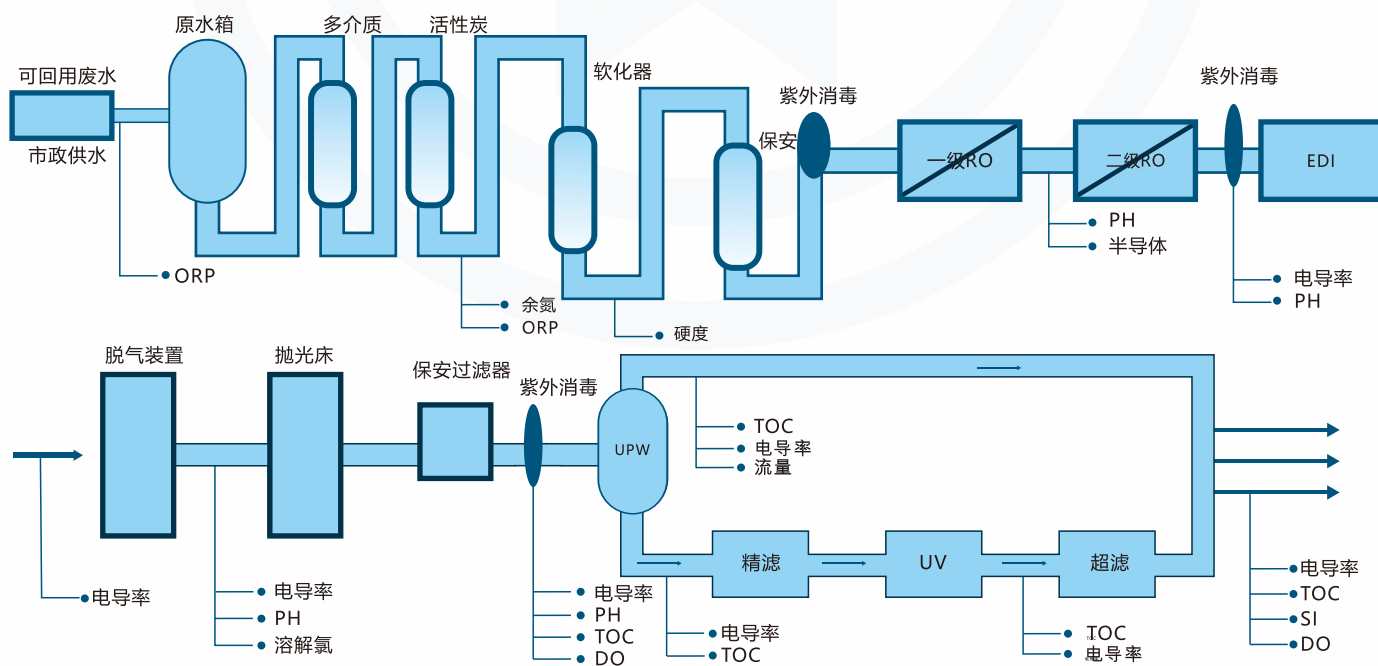 原水箱
多介质
活性炭
可回用废水
市政供水
软化器
紫外消毒
保安
一级RO
二级RO
紫外消毒
EDI
ORP
余氮
ORP
硬度
PH
半导体
电导率
PH
脱气装置
抛光床
保安过滤器
紫外消毒
UPW
TOC
电导率
流量
精滤
UV
超滤
电导率
电导率
PH
溶解氯
电导率
PH
TOC
DO
电导率
TOC
TOC
电导率
电导率
TOC
SI
DO